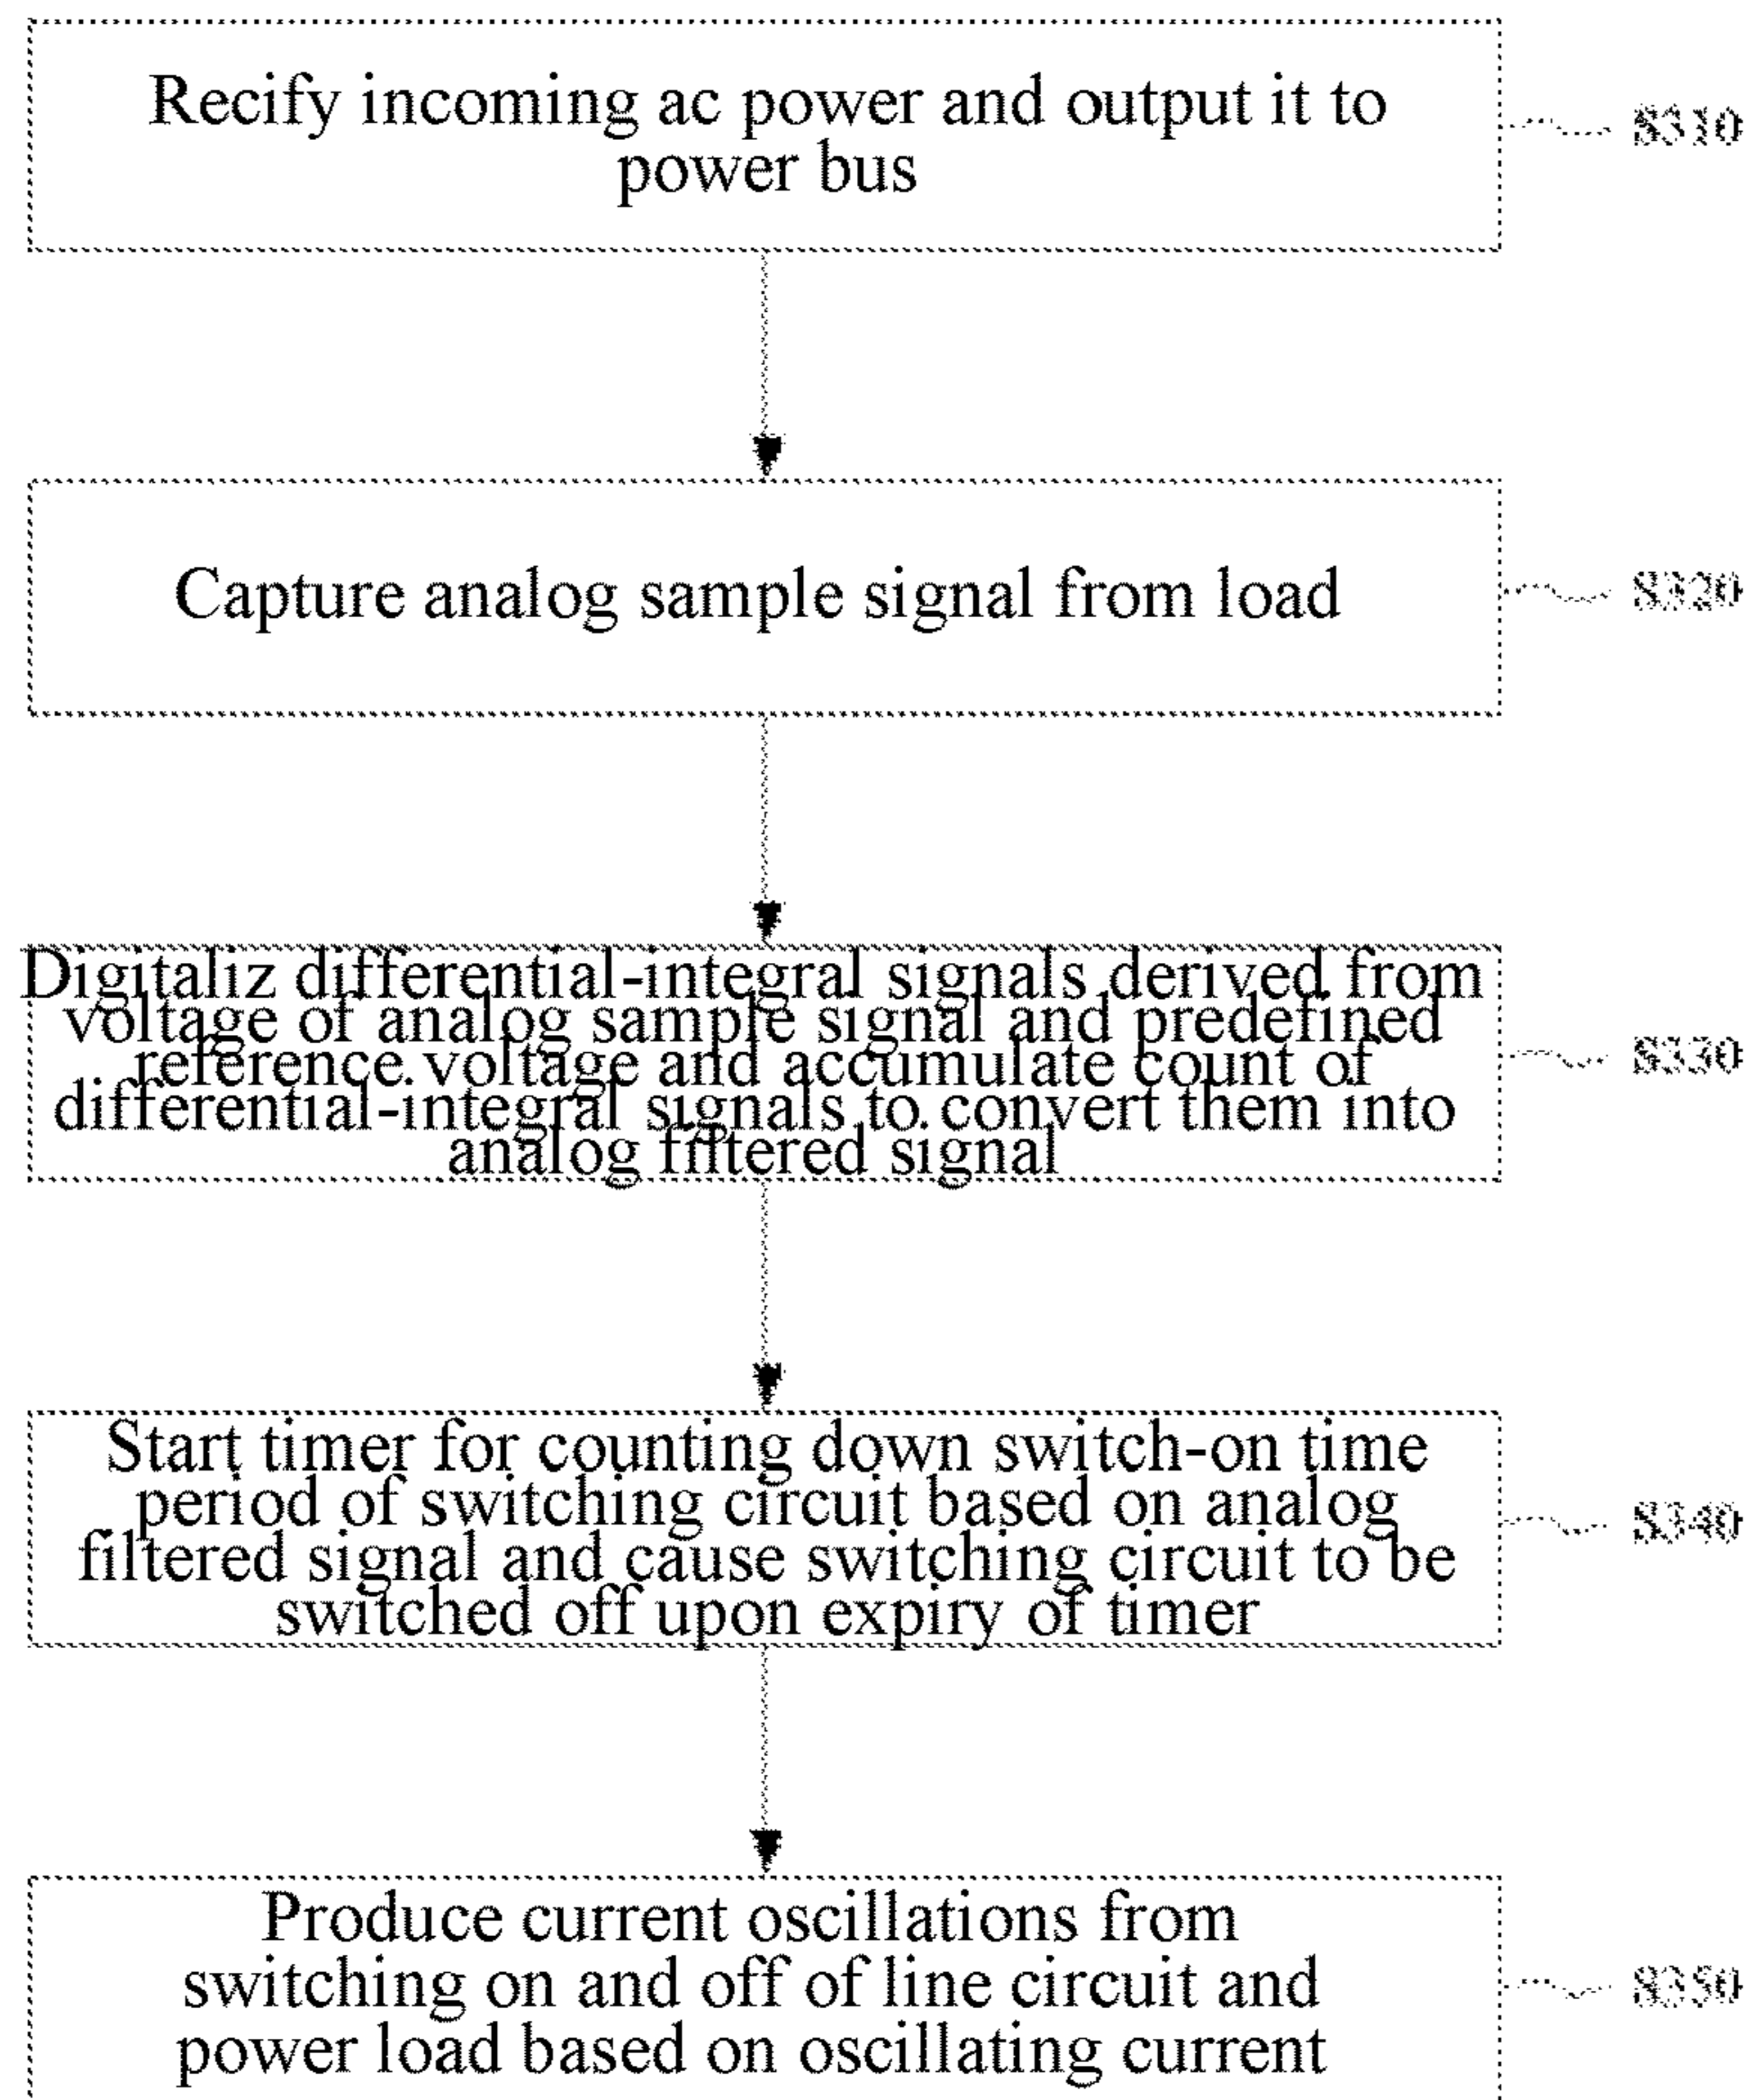 Recify incoming ac power and output it to
power bus
S310
Capture analog sample signal from load
S320
Digitaliz differential-integral signals derived from
voltage of analog sample signal and predefined
reference voltage and accumulate count of
differential-integral signals to convert them into
analog filtered signal
S330
Start timer for counting down switch-on time
period of switching circuit based on analog
filtered signal and cause switching circuit to be
switched off upon expiry of timer
S340
Produce current oscillations from
switching on and off of line circuit and
power load based on oscillating current
S350